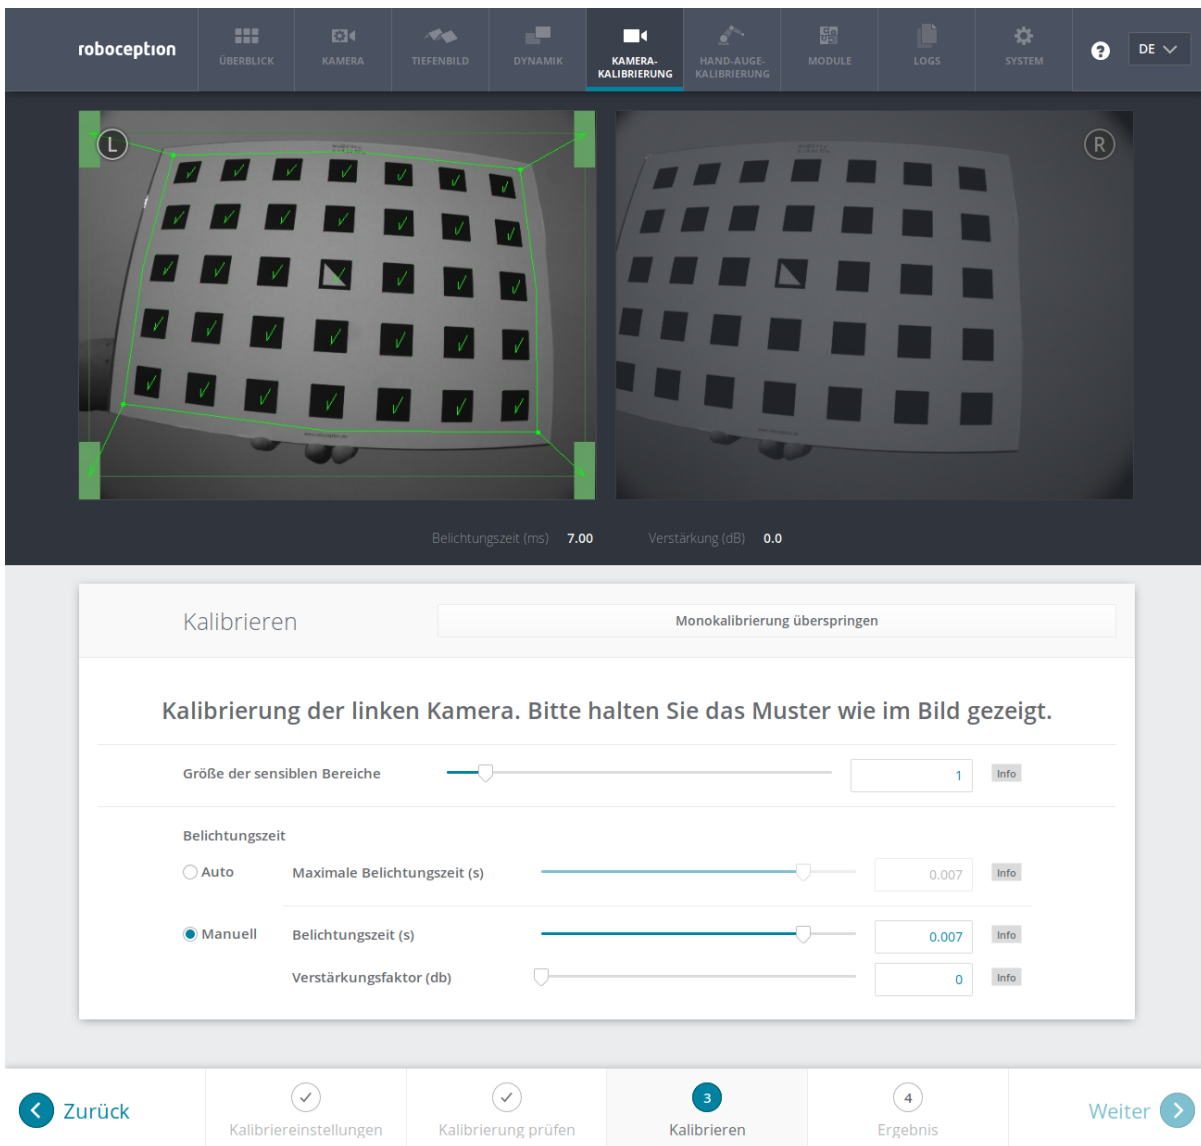 roboception
ÜBERBLICK
KAMERA
TIEFENBILD
DYNAMIK
KAMERA-
KALIBRIERUNG
HAND-AUGE-
KALIBRIERUNG
MODULE
LOGS
SYSTEM
?
DE
L
R
Belichtungszeit (ms) 7.00 Verstärkung (dB) 0.0
Kalibrieren
Monokalibrierung überspringen
Kalibrierung der linken Kamera. Bitte halten Sie das Muster wie im Bild gezeigt.
Größe der sensiblen Bereiche 1 Info
Belichtungszeit
Auto Maximale Belichtungszeit (s) 0.007 Info
Manuell Belichtungszeit (s) 0.007 Info
Verstärkungsfaktor (db) 0 Info
Zurück
Kalibriereinstellungen
Kalibrierung prüfen
3
Kalibrieren
4
Ergebnis
Weiter